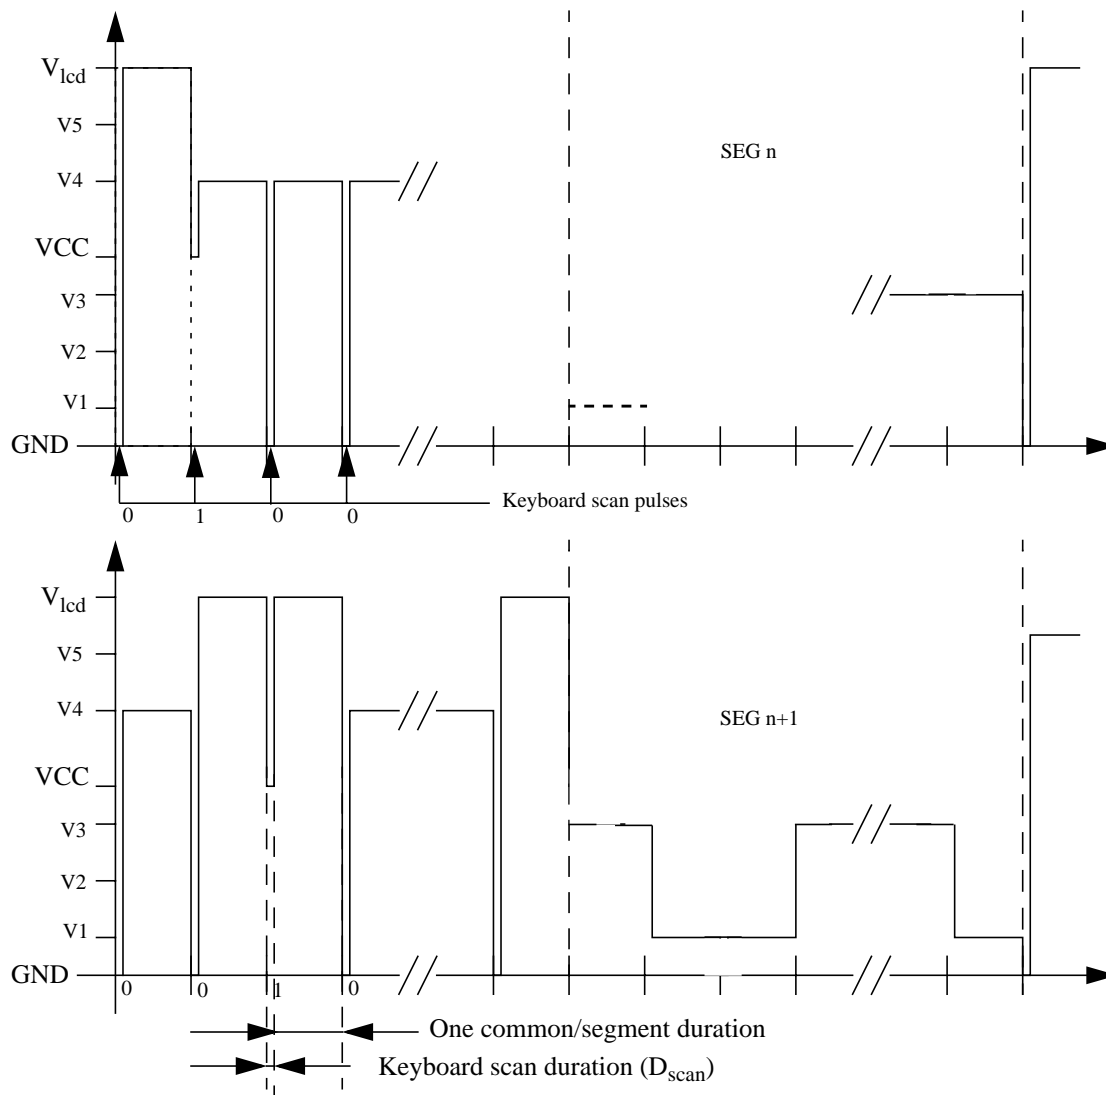 V_lcd
V5
SEG n
V4
VCC
V3
V2
V1
GND
Keyboard scan pulses
0 1 0 0
V_lcd
V5
V4
SEG n+1
VCC
V3
V2
V1
GND
0 0 1 0
One common/segment duration
Keyboard scan duration (D_scan)